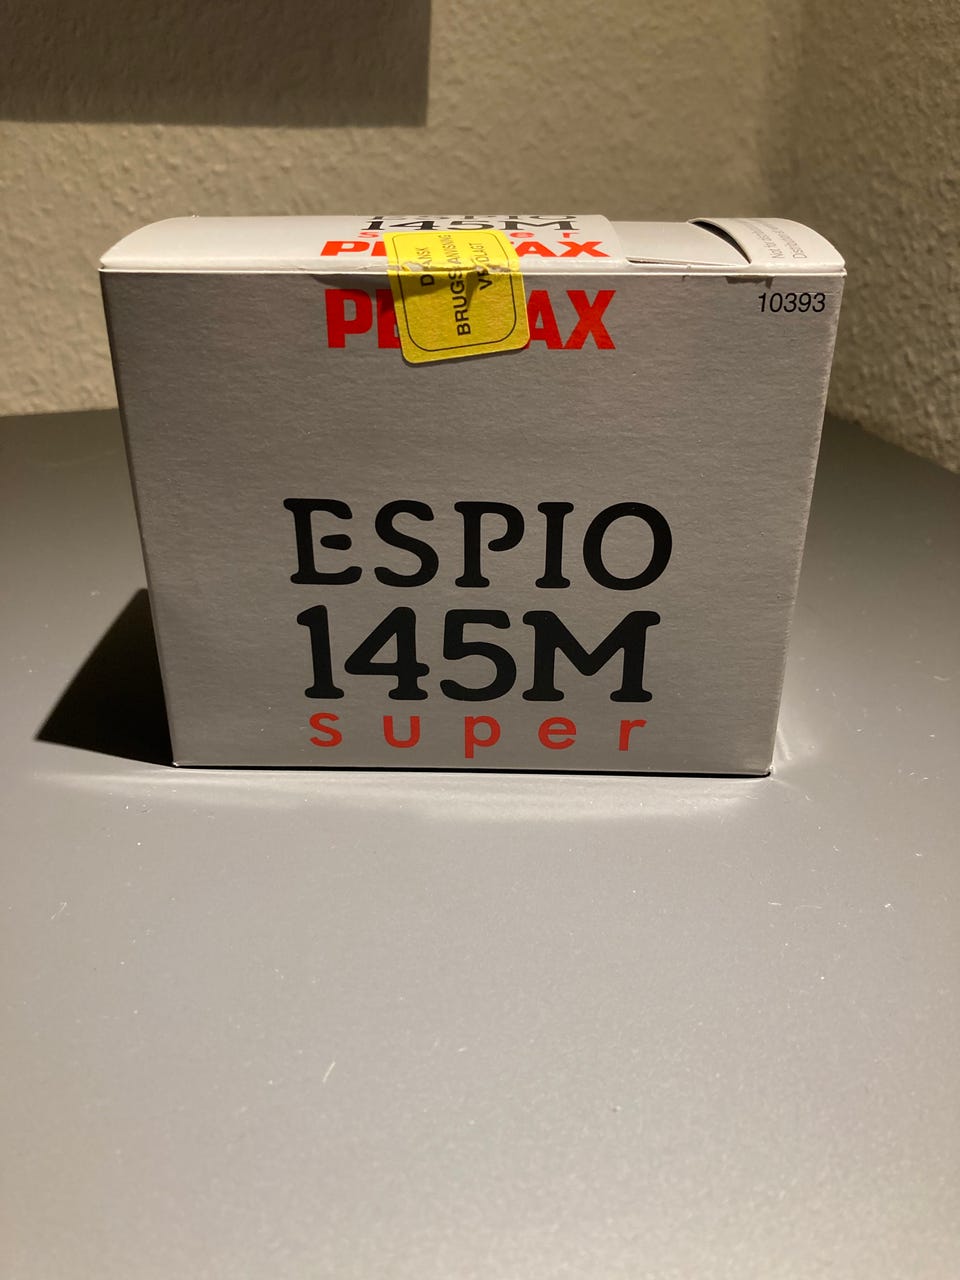 145M
PENTAX
DANSK
BRUGSANVISNING
VEDLAGT
PENTAX
10393
ESPIO
145M
super